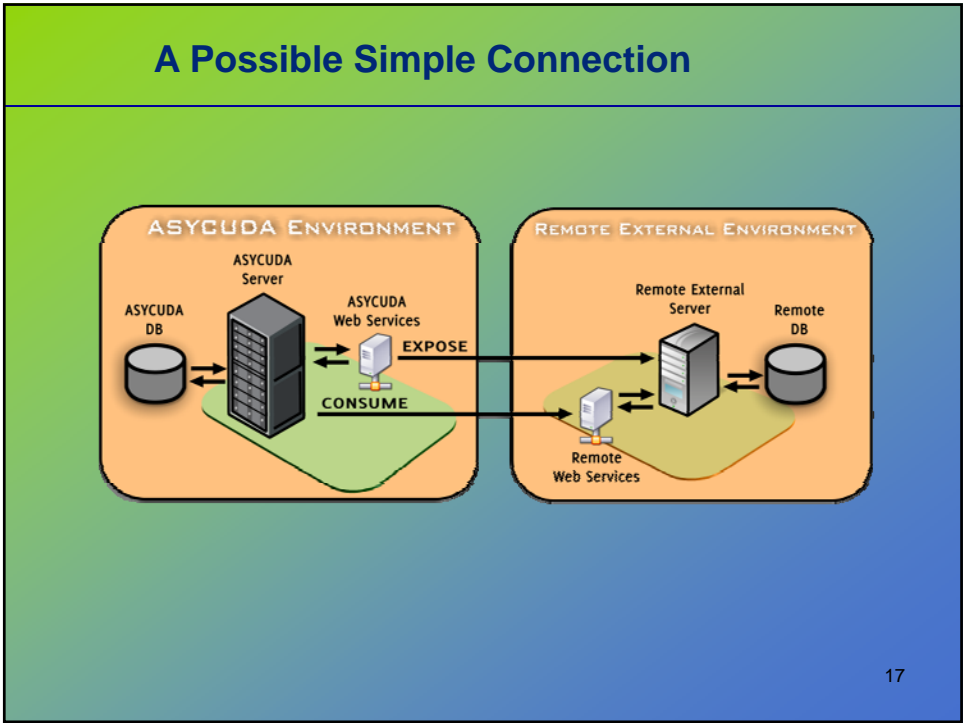 A Possible Simple Connection
ASYCUDA ENVIRONMENT
ASYCUDA
Server
ASYCUDA
DB
ASYCUDA
Web Services
EXPOSE
CONSUME
REMOTE EXTERNAL ENVIRONMENT
Remote External
Server
Remote
DB
Remote
Web Services
17